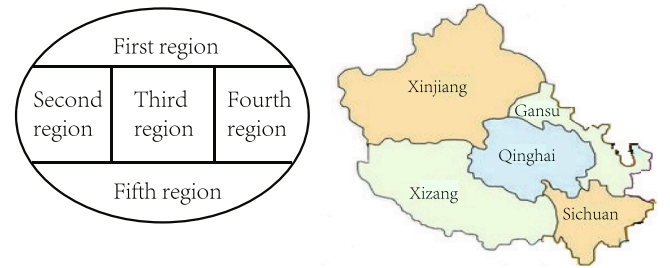 First region
Second
region
Third
region
Fourth
region
Fifth region
Xinjiang
Gansu
Qinghai
Xizang
Sichuan